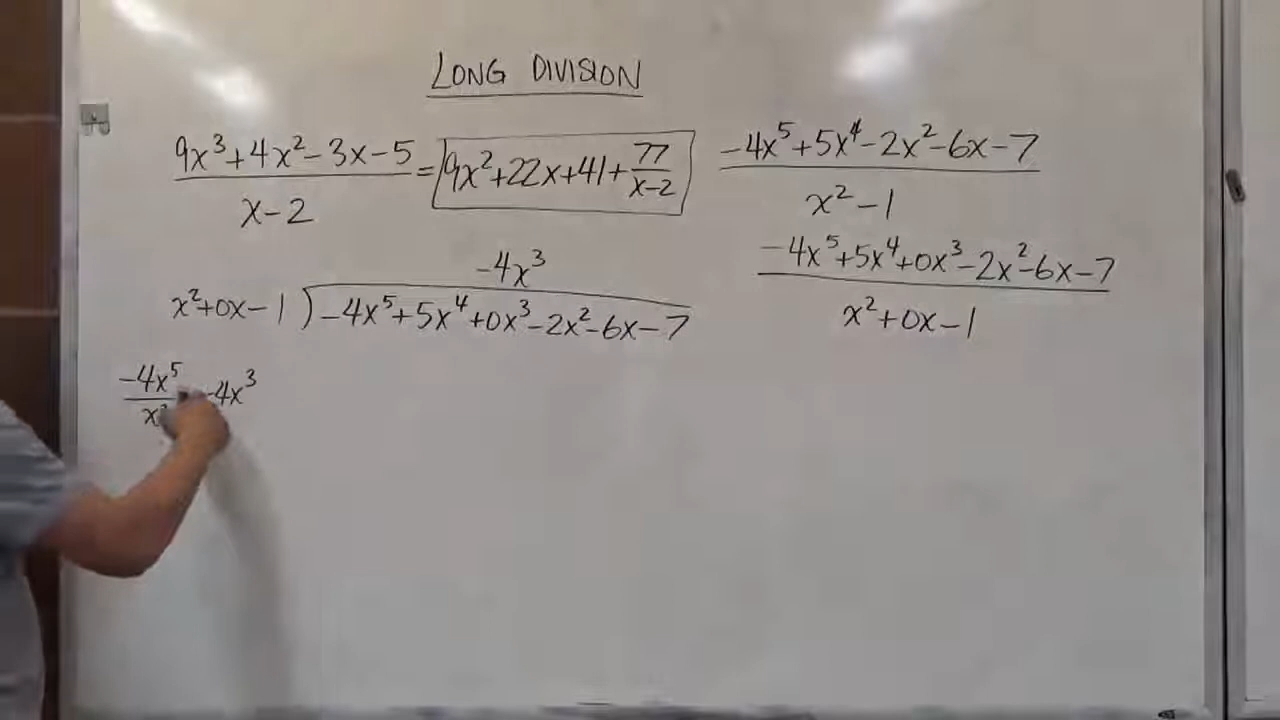 LONG DIVISION
9x³+4x²-3x-5
x-2
= 9x²+22x+41+77/x-2
-4x⁵+5x⁴-2x²-6x-7
x²-1
-4x⁵+5x⁴+0x³-2x²-6x-7
x²+0x-1
-4x³
x²+0x-1 ) -4x⁵+5x⁴+0x³-2x²-6x-7
-4x⁵
-4x³